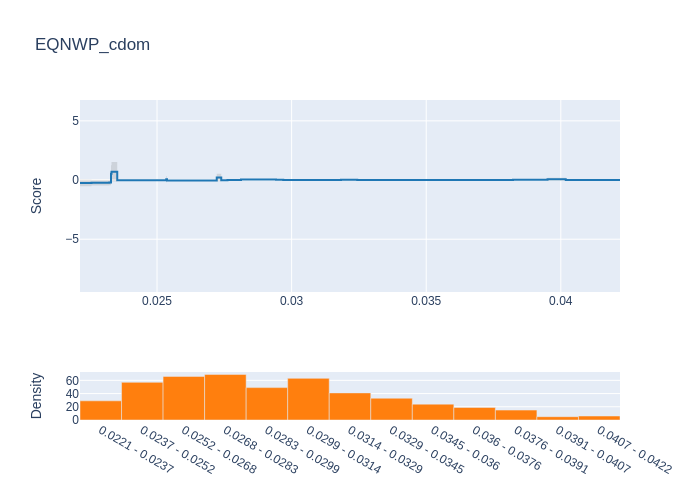 EQNWP_cdom
5
0
−5
Score
0.025
0.03
0.035
0.04
60
40
20
0
Density
0.0221 - 0.0237
0.0237 - 0.0252
0.0252 - 0.0268
0.0268 - 0.0283
0.0283 - 0.0299
0.0299 - 0.0314
0.0314 - 0.0329
0.0329 - 0.0345
0.0345 - 0.036
0.036 - 0.0376
0.0376 - 0.0391
0.0391 - 0.0407
0.0407 - 0.0422